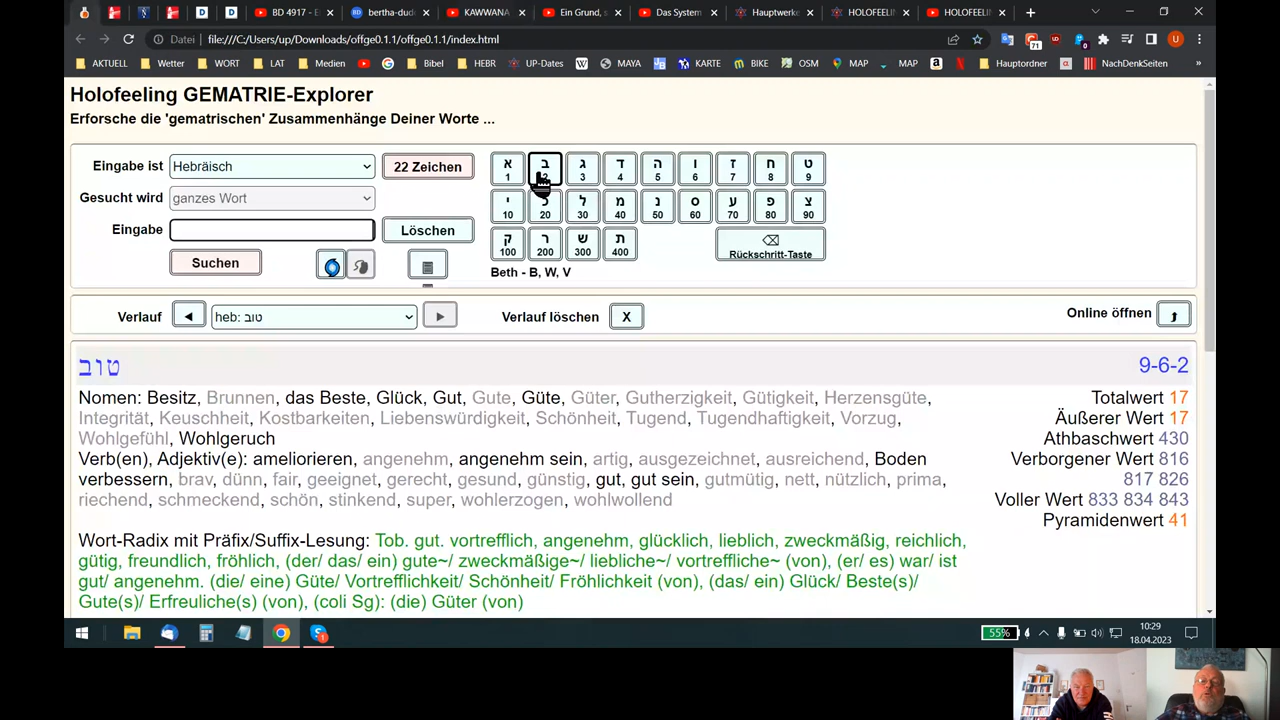 BD 4917 - E
bertha-dude
KAWWANA
Ein Grund, s
Das System
Hauptwerke
HOLOFEELIN
HOLOFEELIN
Datei | file:///C:/Users/up/Downloads/offge0.1.1/offge0.1.1/index.html
AKTUELL Wetter WORT LAT Medien Bibel HEBR UP-Dates MAYA KARTE BIKE OSM MAP MAP Hauptordner NachDenkSeiten »
Holofeeling GEMATRIE-Explorer
Erforsche die 'gematrischen' Zusammenhänge Deiner Worte ...
Eingabe ist Hebräisch 22 Zeichen
Gesucht wird ganzes Wort
Eingabe Löschen
Suchen
א ב ג ד ה ו ז ח ט
1 2 3 4 5 6 7 8 9
י כ ל מ נ ס ע פ צ
10 20 30 40 50 60 70 80 90
ק ר ש ת
100 200 300 400 Rückschritt-Taste
Beth - B, W, V
Verlauf heb: טוב Verlauf löschen X Online öffnen
טוב 9-6-2
Nomen: Besitz, Brunnen, das Beste, Glück, Gut, Gute, Güte, Güter, Gutherzigkeit, Gütigkeit, Herzensgüte,
Integrität, Keuschheit, Kostbarkeiten, Liebenswürdigkeit, Schönheit, Tugend, Tugendhaftigkeit, Vorzug,
Wohlgefühl, Wohlgeruch
Verb(en), Adjektiv(e): ameliorieren, angenehm, angenehm sein, artig, ausgezeichnet, ausreichend, Boden
verbessern, brav, dünn, fair, geeignet, gerecht, gesund, günstig, gut, gut sein, gutmütig, nett, nützlich, prima,
riechend, schmeckend, schön, stinkend, super, wohlerzogen, wohlwollend
Totalwert 17
Äußerer Wert 17
Athbaschwert 430
Verborgener Wert 816
817 826
Voller Wert 833 834 843
Pyramidenwert 41
Wort-Radix mit Präfix/Suffix-Lesung: Tob. gut. vortrefflich, angenehm, glücklich, lieblich, zweckmäßig, reichlich,
gütig, freundlich, fröhlich, (der/ das/ ein) gute~/ zweckmäßige~/ liebliche~/ vortreffliche~ (von), (er/ es) war/ ist
gut/ angenehm. (die/ eine) Güte/ Vortrefflichkeit/ Schönheit/ Fröhlichkeit (von), (das/ ein) Glück/ Beste(s)/
Gute(s)/ Erfreuliche(s) (von), (coli Sg): (die) Güter (von)
55%
10:29
18.04.2023